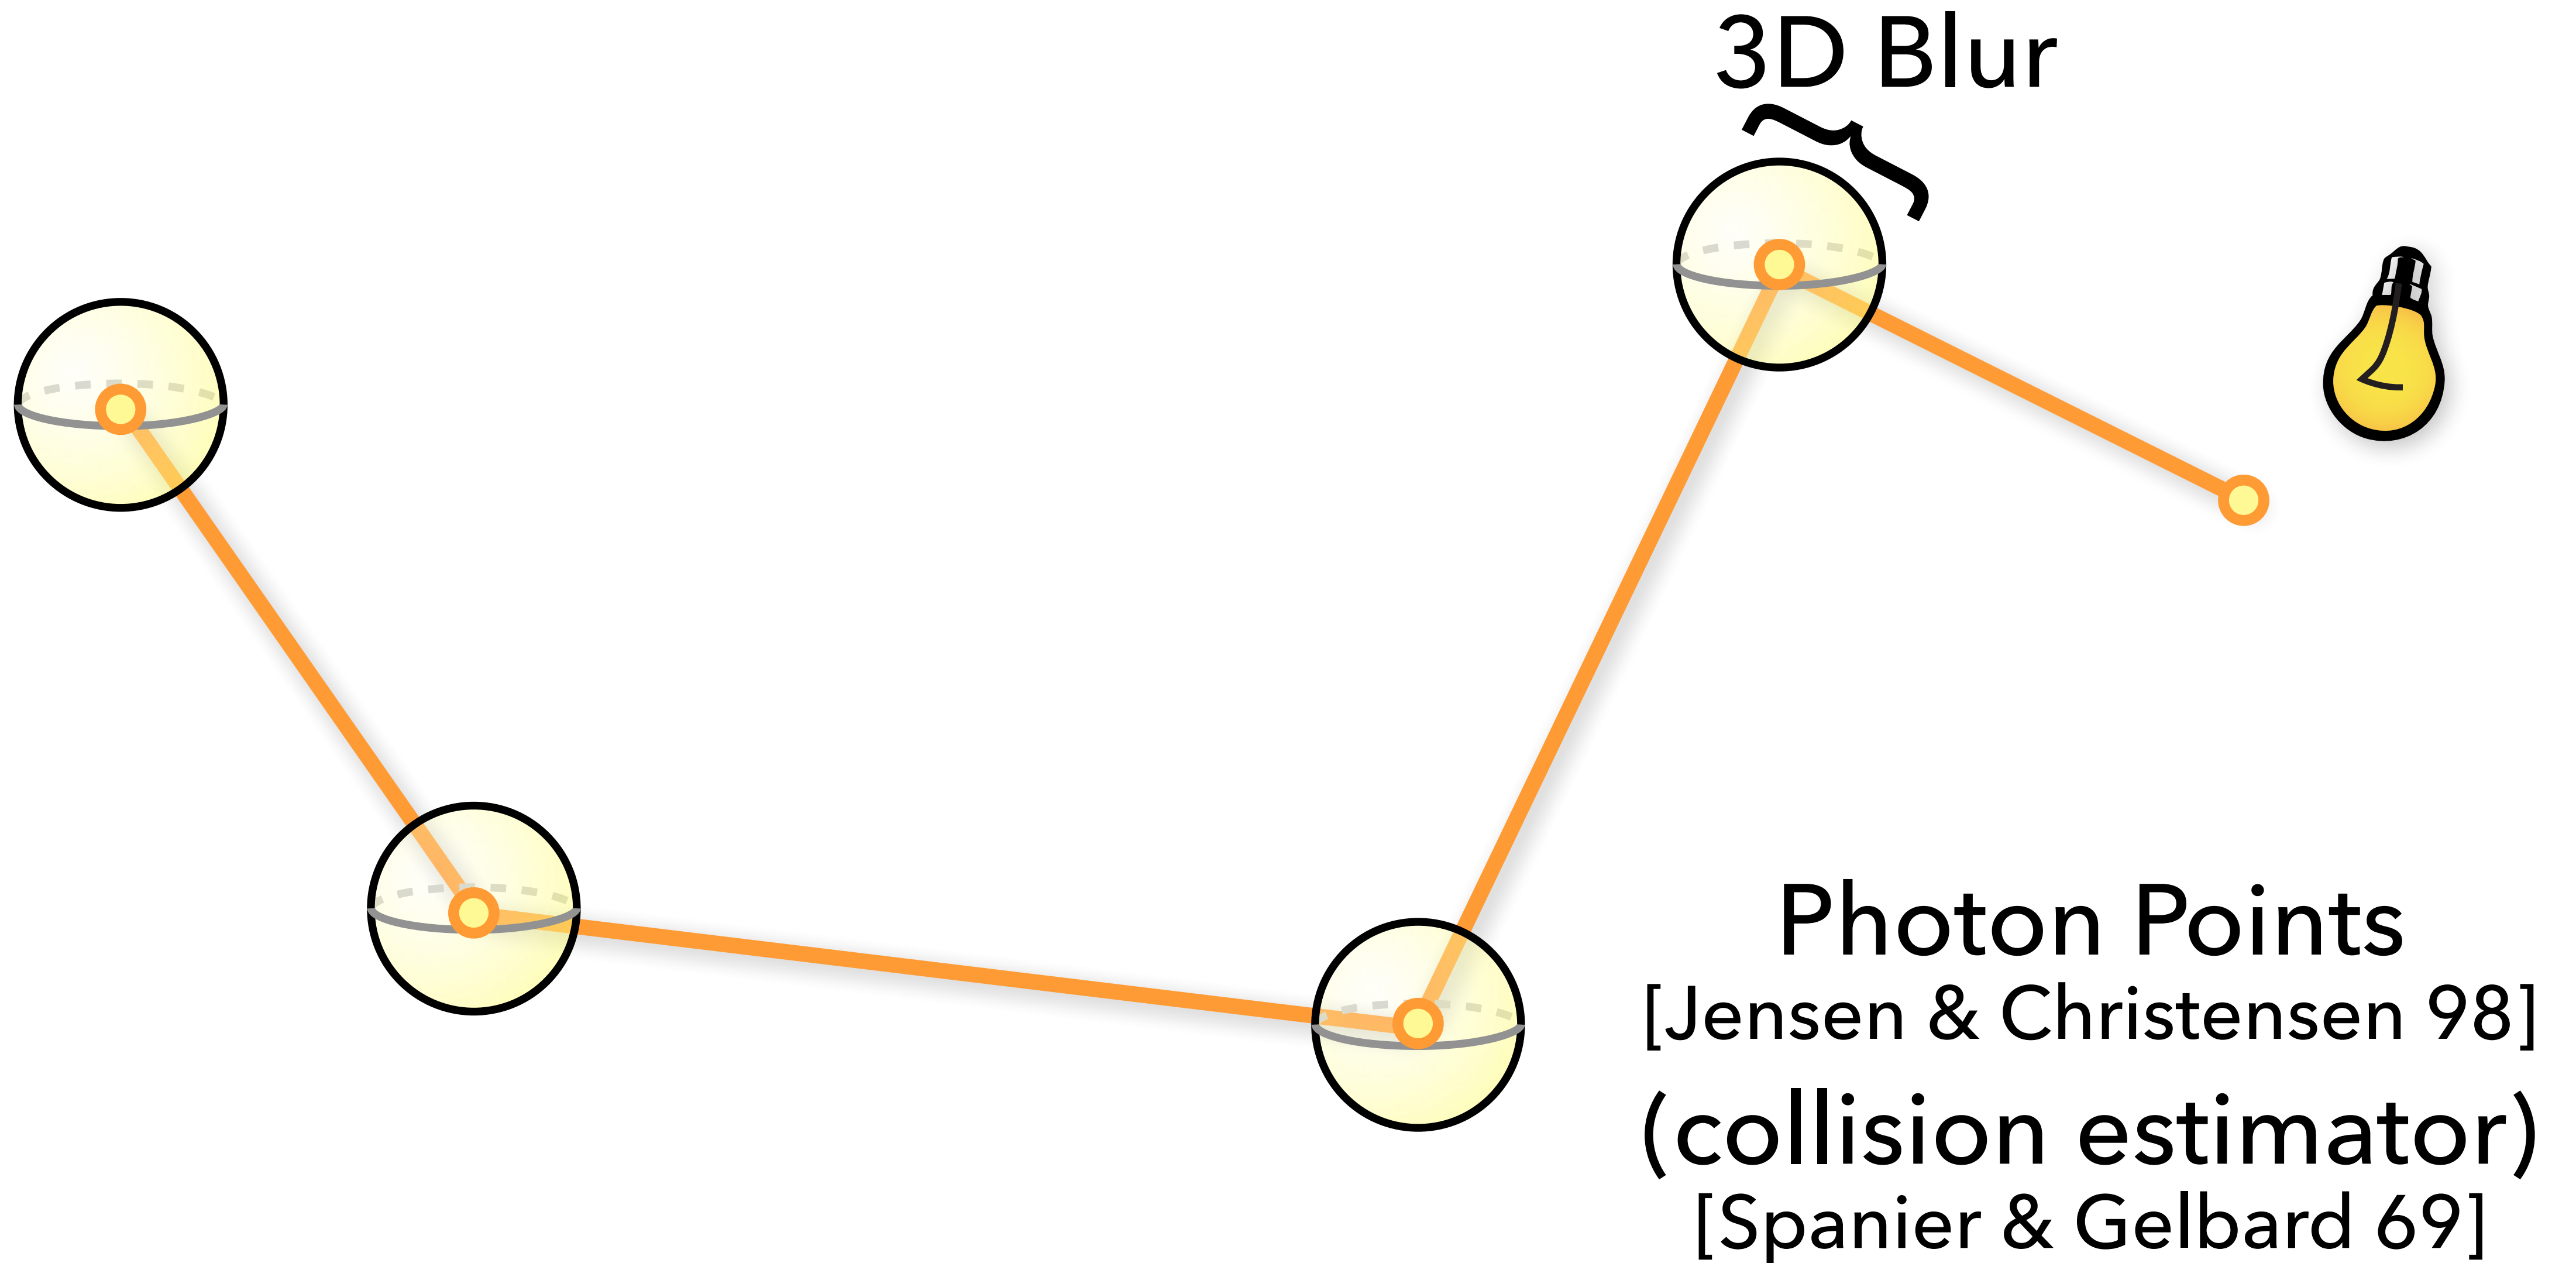 3D Blur
Photon Points
[Jensen & Christensen 98]
(collision estimator)
[Spanier & Gelbard 69]